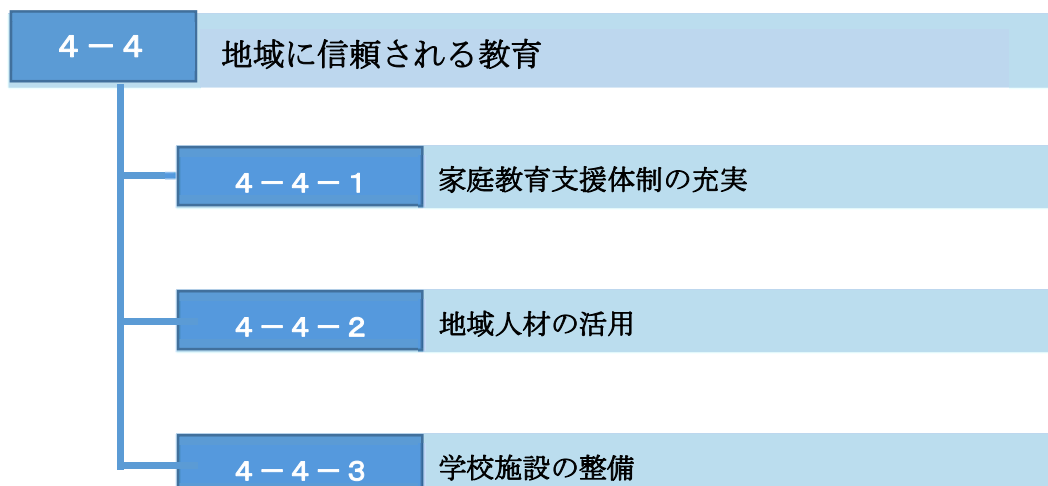 ４－４
地域に信頼される教育
４－４－１
家庭教育支援体制の充実
４－４－２
地域人材の活用
４－４－３
学校施設の整備